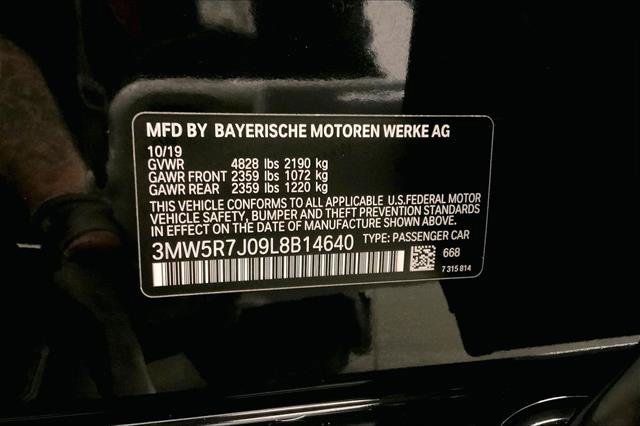 MFD BY BAYERISCHE MOTOREN WERKE AG
10/19
GVWR 4828 lbs 2190 kg
GAWR FRONT 2359 lbs 1072 kg
GAWR REAR 2359 lbs 1220 kg
THIS VEHICLE CONFORMS TO ALL APPLICABLE U.S.FEDERAL MOTOR
VEHICLE SAFETY, BUMPER AND THEFT PREVENTION STANDARDS
IN EFFECT ON THE DATE OF MANUFACTURE SHOWN ABOVE.
3MW5R7J09L8B14640 TYPE: PASSENGER CAR
668
7 315 814